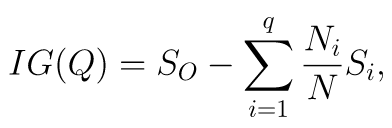 IG(Q) = S_O - \sum_{i=1}^{q} \frac{N_i}{N} S_i,